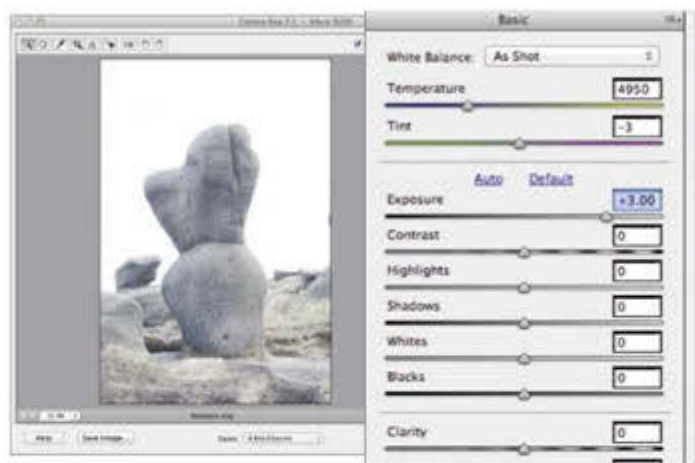 Basic
White Balance: As Shot
Temperature 4950
Tint -3
Auto Default
Exposure +3.00
Contrast 0
Highlights 0
Shadows 0
Whites 0
Blacks 0
Clarity 0
Help Save Image...